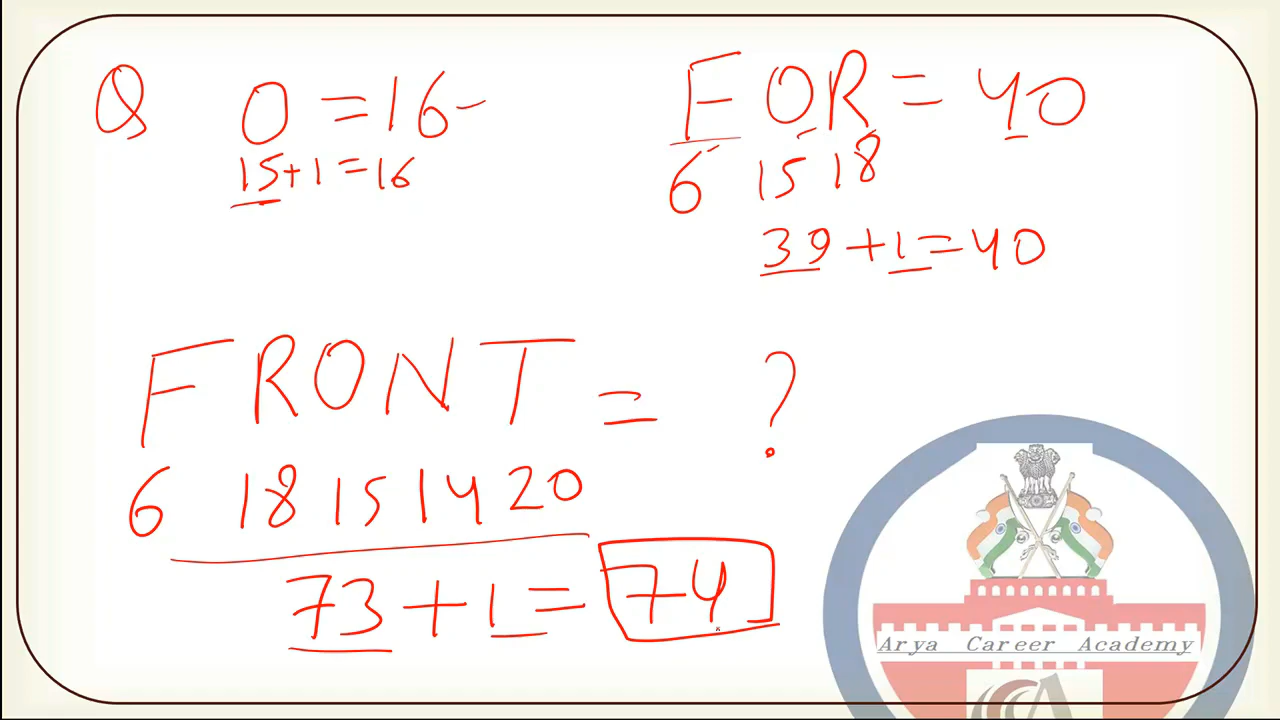 Q O = 16 FOR = 40
15+1=16 6 15 18
39+1=40
FRONT = ?
6 18 15 14 20
73+1= 74
Arya Career Academy